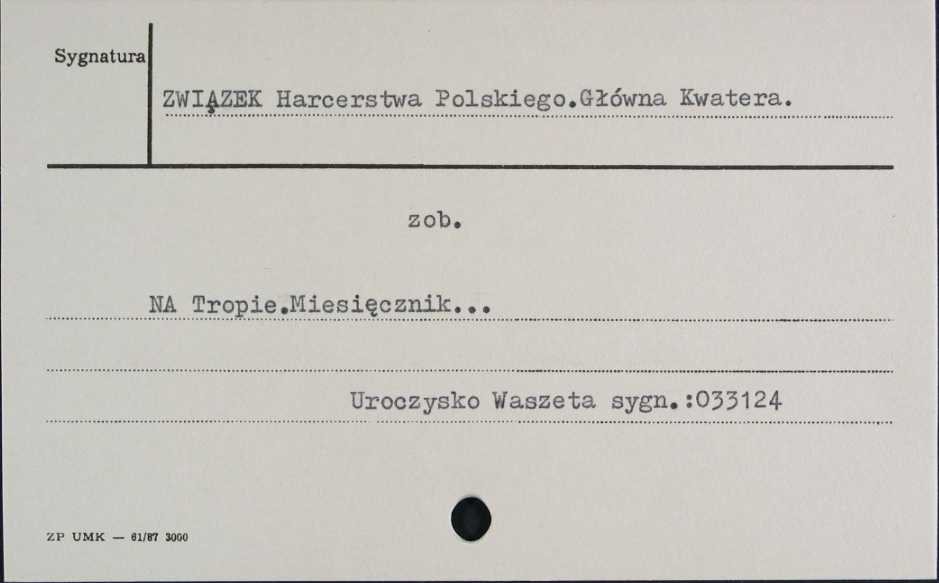 Sygnatura
ZWIĄZEK Harcerstwa Polskiego.Główna Kwatera.
zob.
NA Tropie.Miesięcznik...
Uroczysko Waszeta sygn.:033124
ZP UMK — 61/87 3000